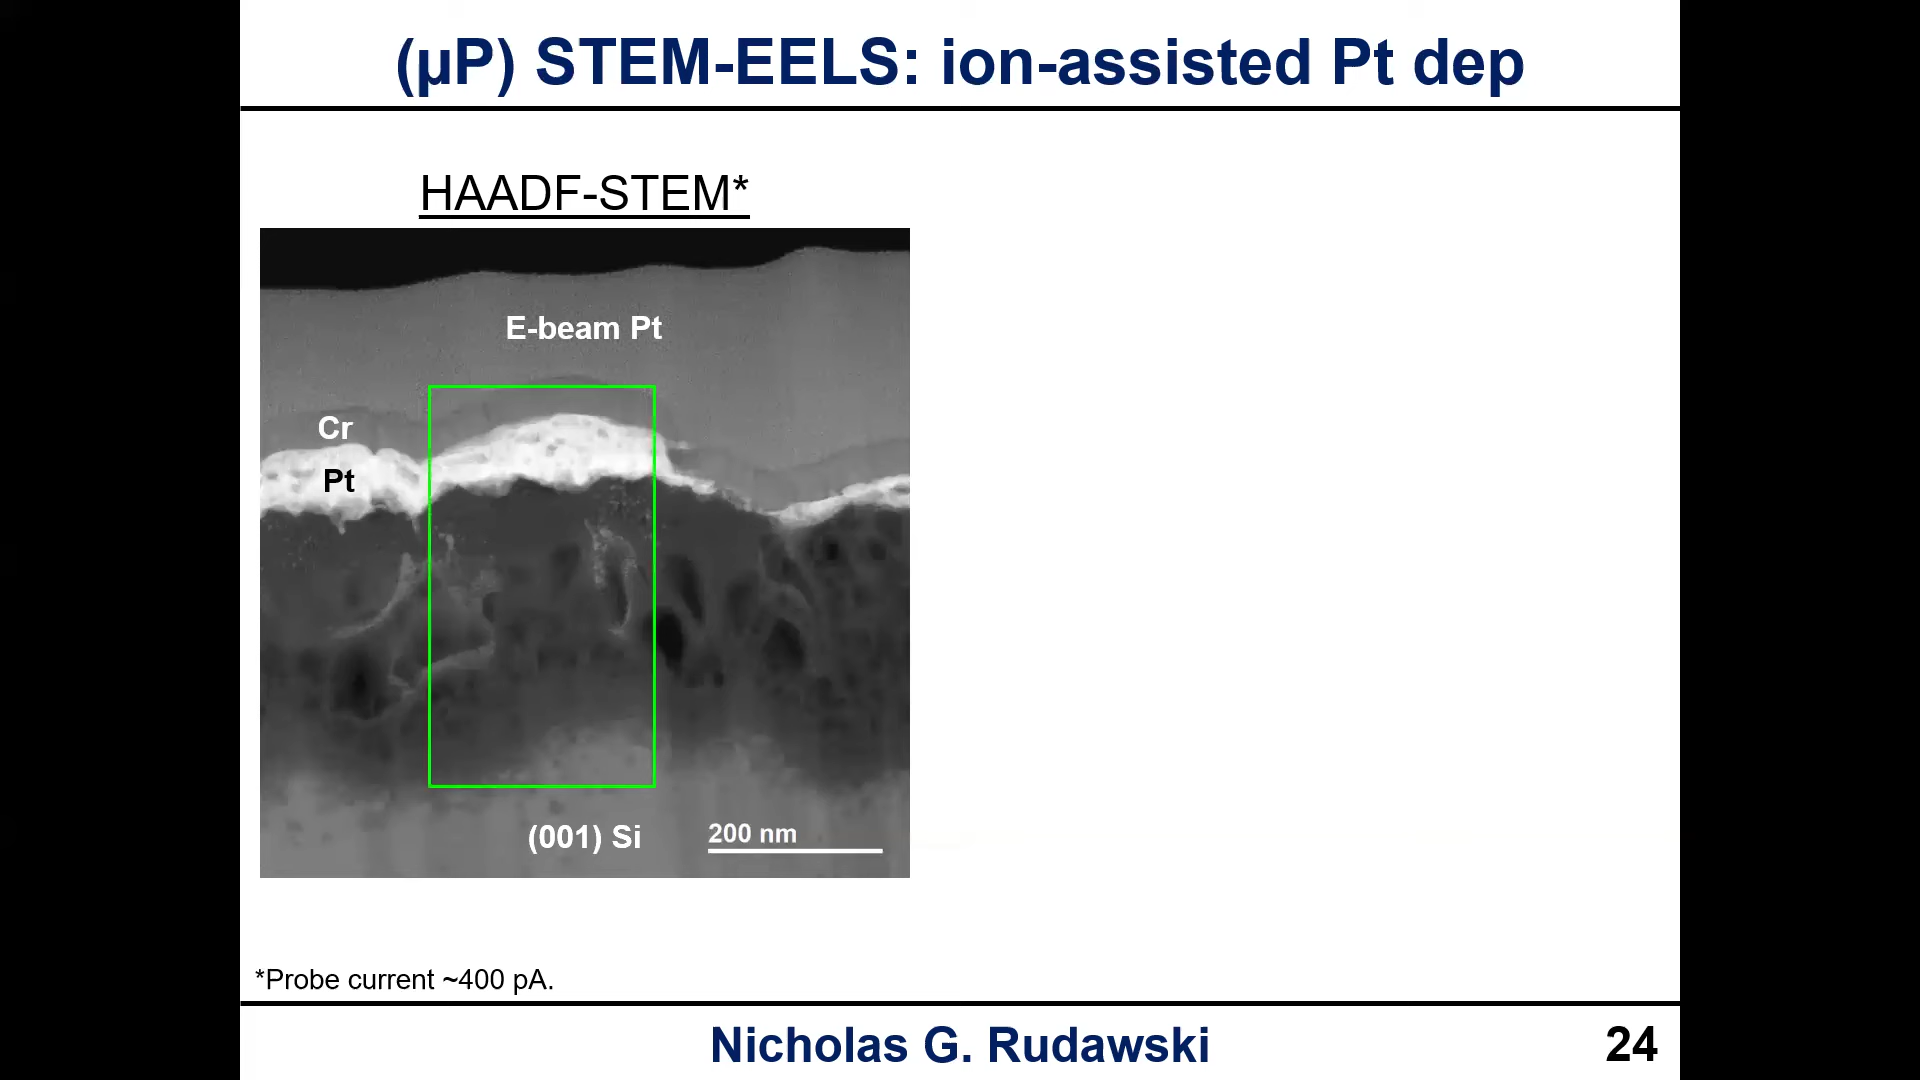 (µP) STEM-EELS: ion-assisted Pt dep
HAADF-STEM*
E-beam Pt
Cr
Pt
(001) Si
200 nm
*Probe current ~400 pA.
Nicholas G. Rudawski
24